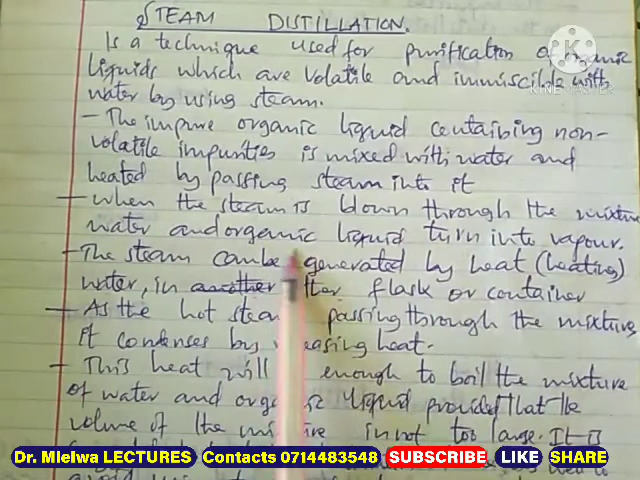 STEAM DISTILLATION.
Is a technique used for purification of organic
liquids which are volatile and immiscible with
water by using steam.
- The impure organic liquid containing non-
volatile impurities is mixed with water and
heated by passing steam into it
- When the steam is blown through the mixture
water and organic liquid turn into vapour.
- The steam can be generated by heat (heating)
water, in another flask or container
- As the hot steam passing through the mixture,
it condenses by heat.
- This heat will enough to boil the mixture
of water and organic liquid provided that the
volume of the mixture is not too large. It is
Dr. Mlelwa LECTURES Contacts 0714483548 SUBSCRIBE LIKE SHARE